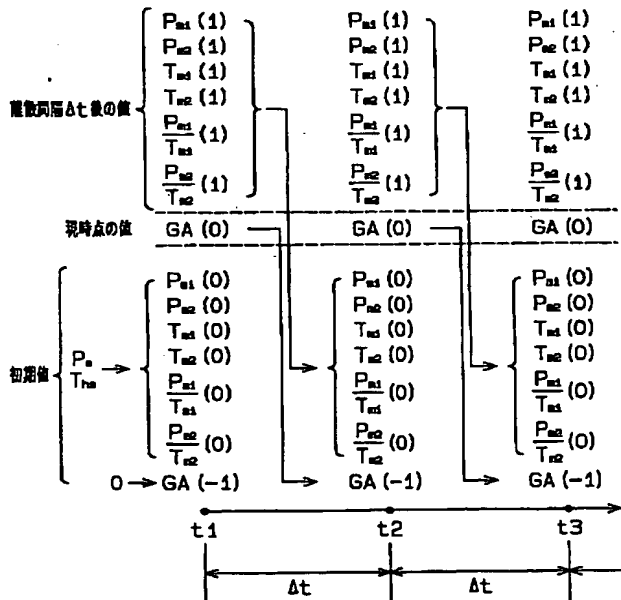 Pm1(1) Pm1(1) Pm1(1)
Pm2(1) Pm2(1) Pm2(1)
Tm1(1) Tm1(1) Tm1(1)
離散間隔Δt後の値 Tm2(1) Tm2(1) Tm2(1)
Pm1/Tm1(1) Pm1/Tm1(1) Pm1/Tm1(1)
Pm2/Tm2(1) Pm2/Tm2(1) Pm2/Tm2(1)
現時点の値 GA(0) GA(0) GA(0)
Pm1(0) Pm1(0) Pm1(0)
Pm2(0) Pm2(0) Pm2(0)
Tm1(0) Tm1(0) Tm1(0)
初期値 Pa Tha Tm2(0) Tm2(0) Tm2(0)
Pm1/Tm1(0) Pm1/Tm1(0) Pm1/Tm1(0)
Pm2/Tm2(0) Pm2/Tm2(0) Pm2/Tm2(0)
0→GA(-1) GA(-1) GA(-1)
t1 t2 t3
Δt Δt